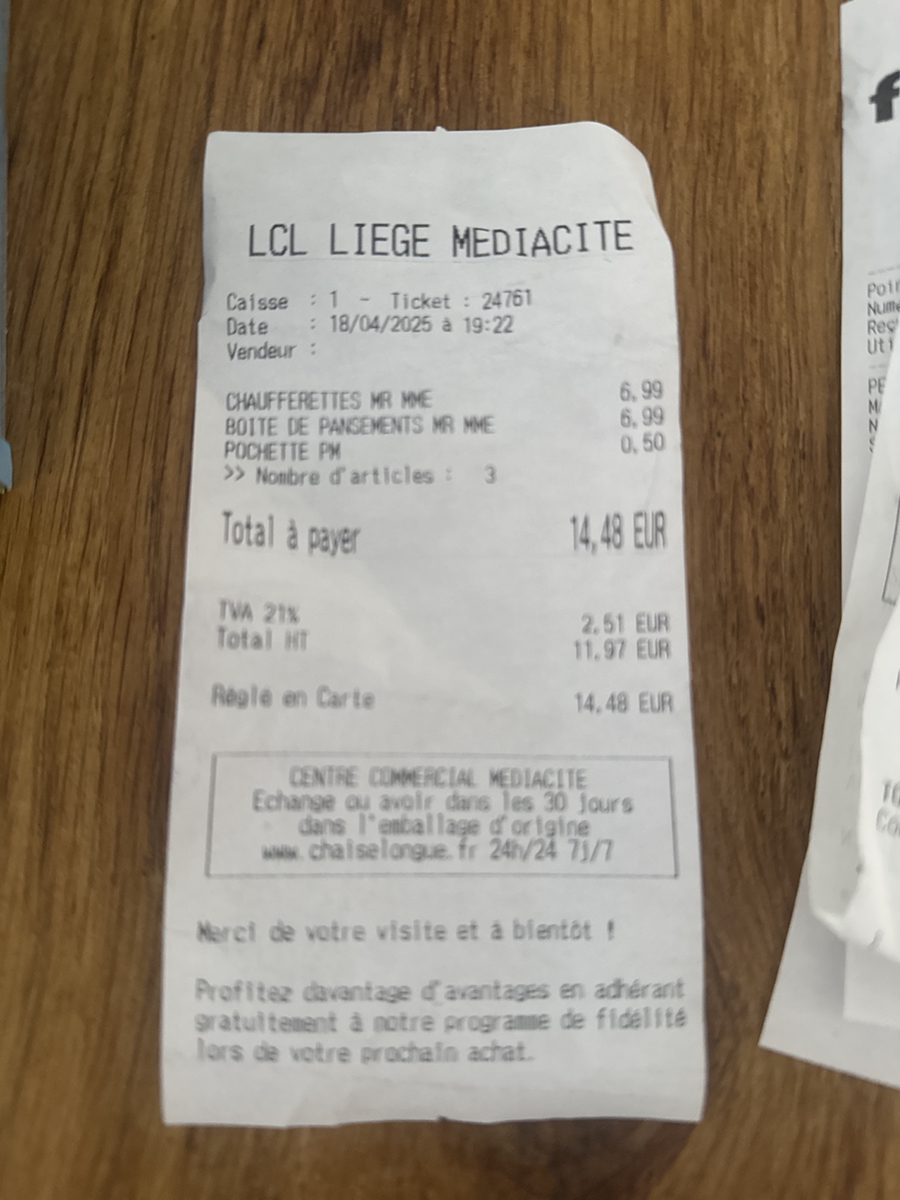 LCL LIEGE MEDIACITE
Caisse : 1 - Ticket : 24761
Date : 18/04/2025 à 19:22
Vendeur :
CHAUFFERETTES MR MME 6,99
BOITE DE PANSEMENTS MR MME 6,99
POCHETTE PM 0,50
>> Nombre d'articles : 3
Total à payer 14,48 EUR
TVA 21% 2,51 EUR
Total HT 11,97 EUR
Réglé en Carte 14,48 EUR
CENTRE COMMERCIAL MEDIACITE
Echange ou avoir dans les 30 jours
dans l'emballage d'origine
www.chaiselongue.fr 24h/24 7j/7
Merci de votre visite et à bientôt !
Profitez davantage d'avantages en adhérant
gratuitement à notre programme de fidélité
lors de votre prochain achat.
f